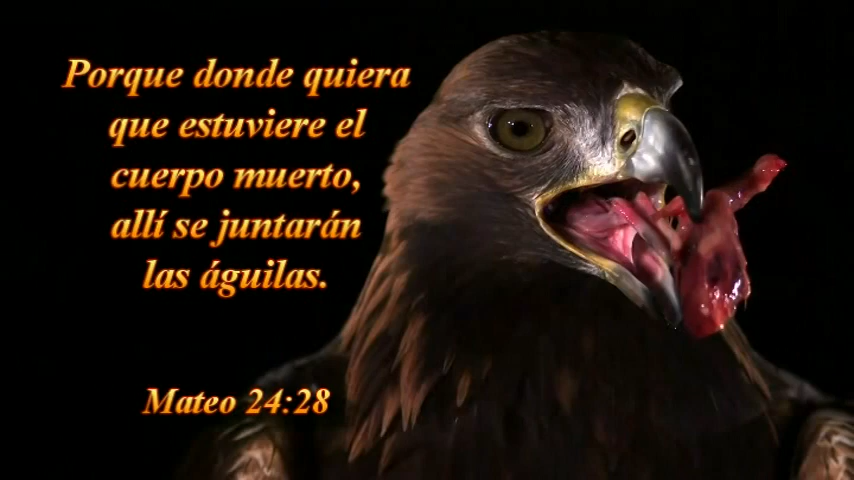 Porque donde quiera
que estuviere el
cuerpo muerto,
allí se juntarán
las águilas.
Mateo 24:28